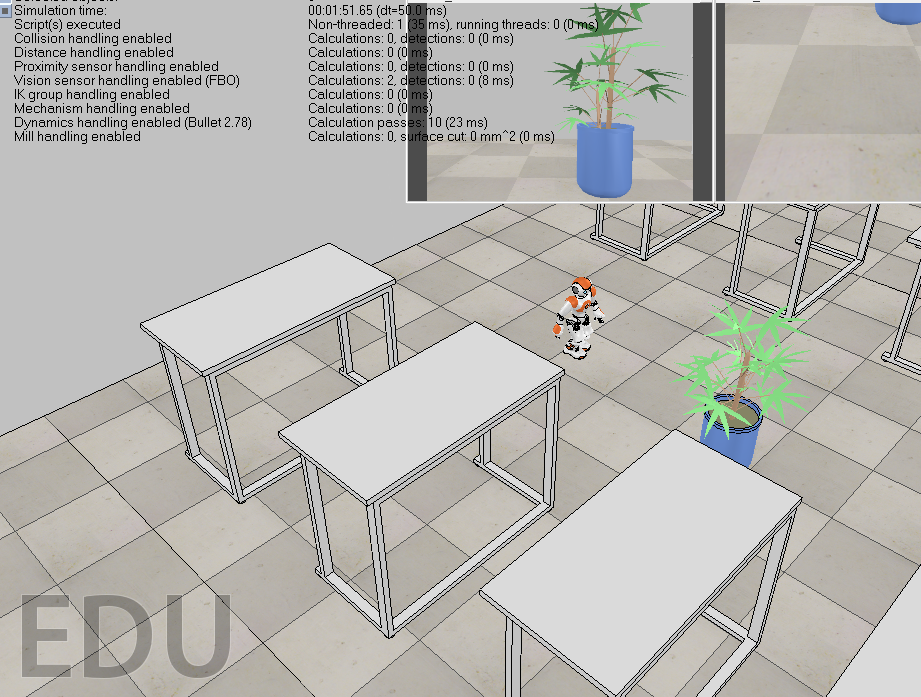 Simulation time: 00:01:51.65 (dt=50.0 ms)
Script(s) executed Non-threaded: 1 (35 ms), running threads: 0 (0 ms)
Collision handling enabled Calculations: 0, detections: 0 (0 ms)
Distance handling enabled Calculations: 0 (0 ms)
Proximity sensor handling enabled Calculations: 0, detections: 0 (0 ms)
Vision sensor handling enabled (FBO) Calculations: 2, detections: 0 (8 ms)
IK group handling enabled Calculations: 0 (0 ms)
Mechanism handling enabled Calculations: 0 (0 ms)
Dynamics handling enabled (Bullet 2.78) Calculation passes: 10 (23 ms)
Mill handling enabled Calculations: 0, surface cut: 0 mm^2 (0 ms)
EDU